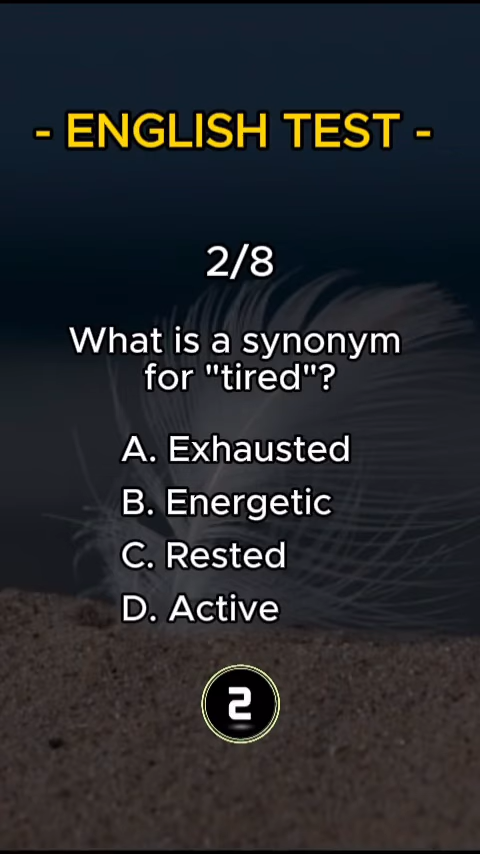 - ENGLISH TEST -
2/8
What is a synonym
for "tired"?
A. Exhausted
B. Energetic
C. Rested
D. Active
2